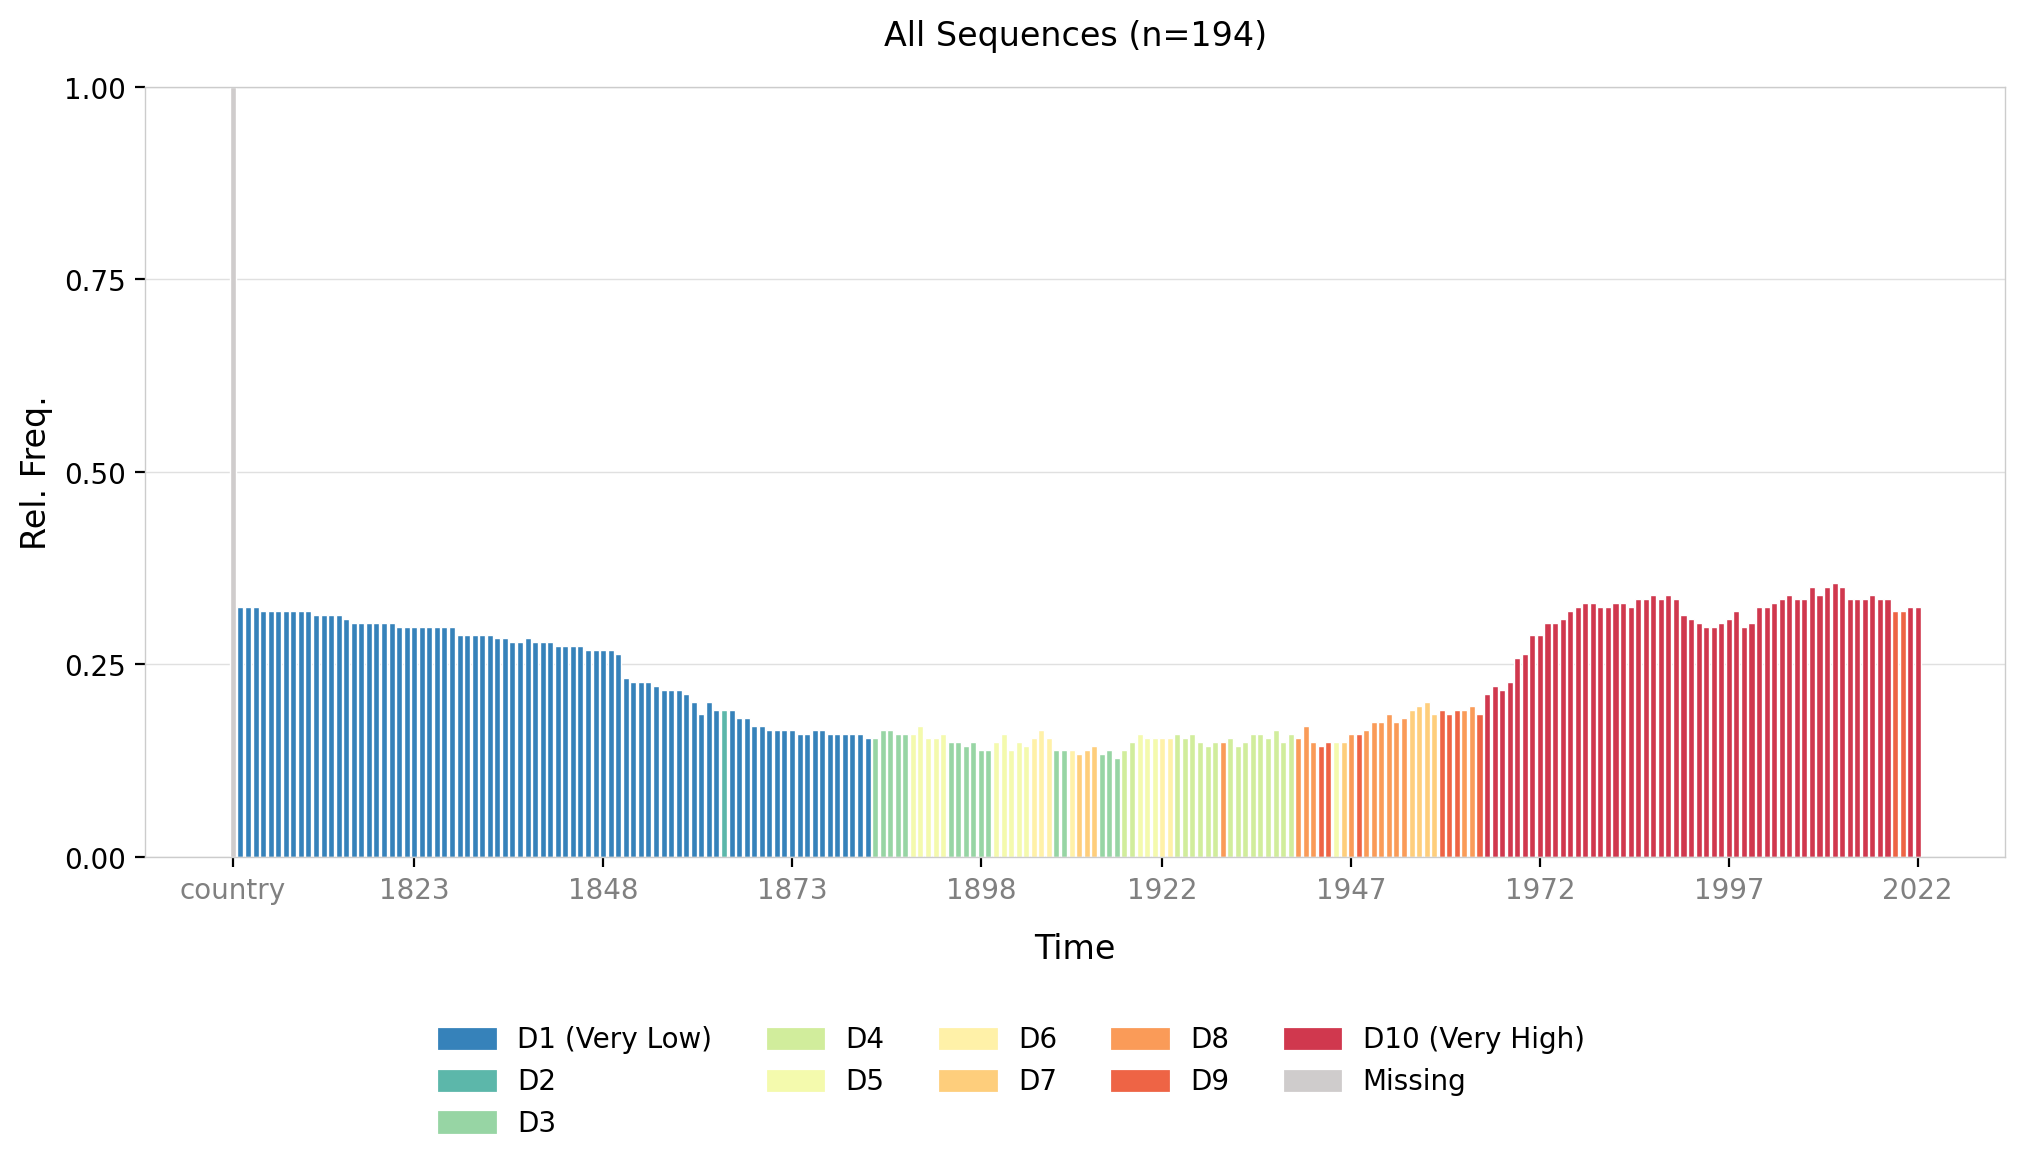 All Sequences (n=194)
1.00
0.75
0.50
0.25
0.00
Rel. Freq.
country 1823 1848 1873 1898 1922 1947 1972 1997 2022
Time
D1 (Very Low) D4 D6 D8 D10 (Very High)
D2 D5 D7 D9 Missing
D3